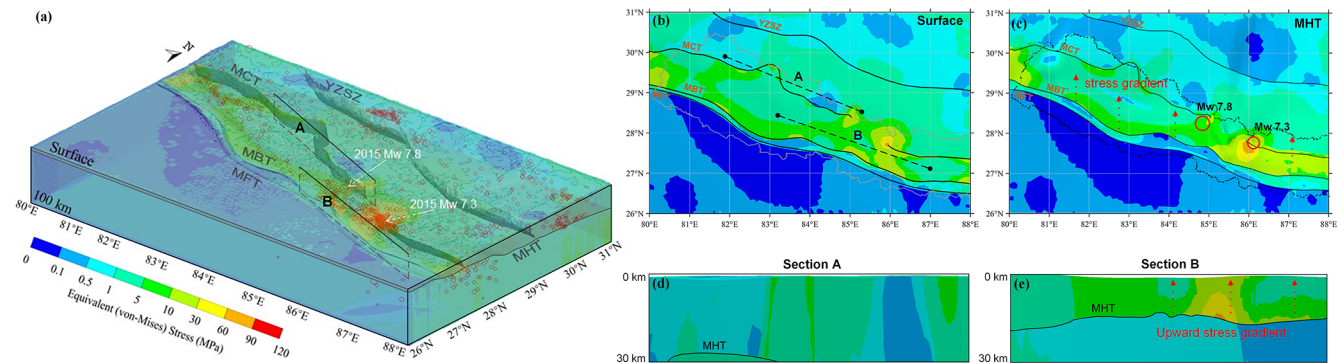 (a)
N
MCT
YZSZ
A
2015 Mw 7.8
MBT
MFT
B
2015 Mw 7.3
Surface
100 km
MHT
80°E
81°E
82°E
83°E
84°E
85°E
86°E
87°E
88°E
26°N
27°N
28°N
29°N
30°N
31°N
0 0.1 0.5 1 5 10 30 60 90 120
Equivalent (von-Mises) Stress (MPa)
(b) Surface
31°N
30°N
29°N
28°N
27°N
26°N
YZSZ
MCT
MBT
A
B
80°E 82°E 83°E 84°E 85°E 86°E 87°E 88°E
(c) MHT
31°N
30°N
29°N
28°N
27°N
26°N
YZSZ
MCT
MBT
stress gradient
Mw 7.8
Mw 7.3
80°E 81°E 82°E 83°E 84°E 85°E 86°E 87°E 88°E
Section A
0 km
(d)
MHT
30 km
Section B
0 km
(e)
MHT
Upward stress gradient
30 km